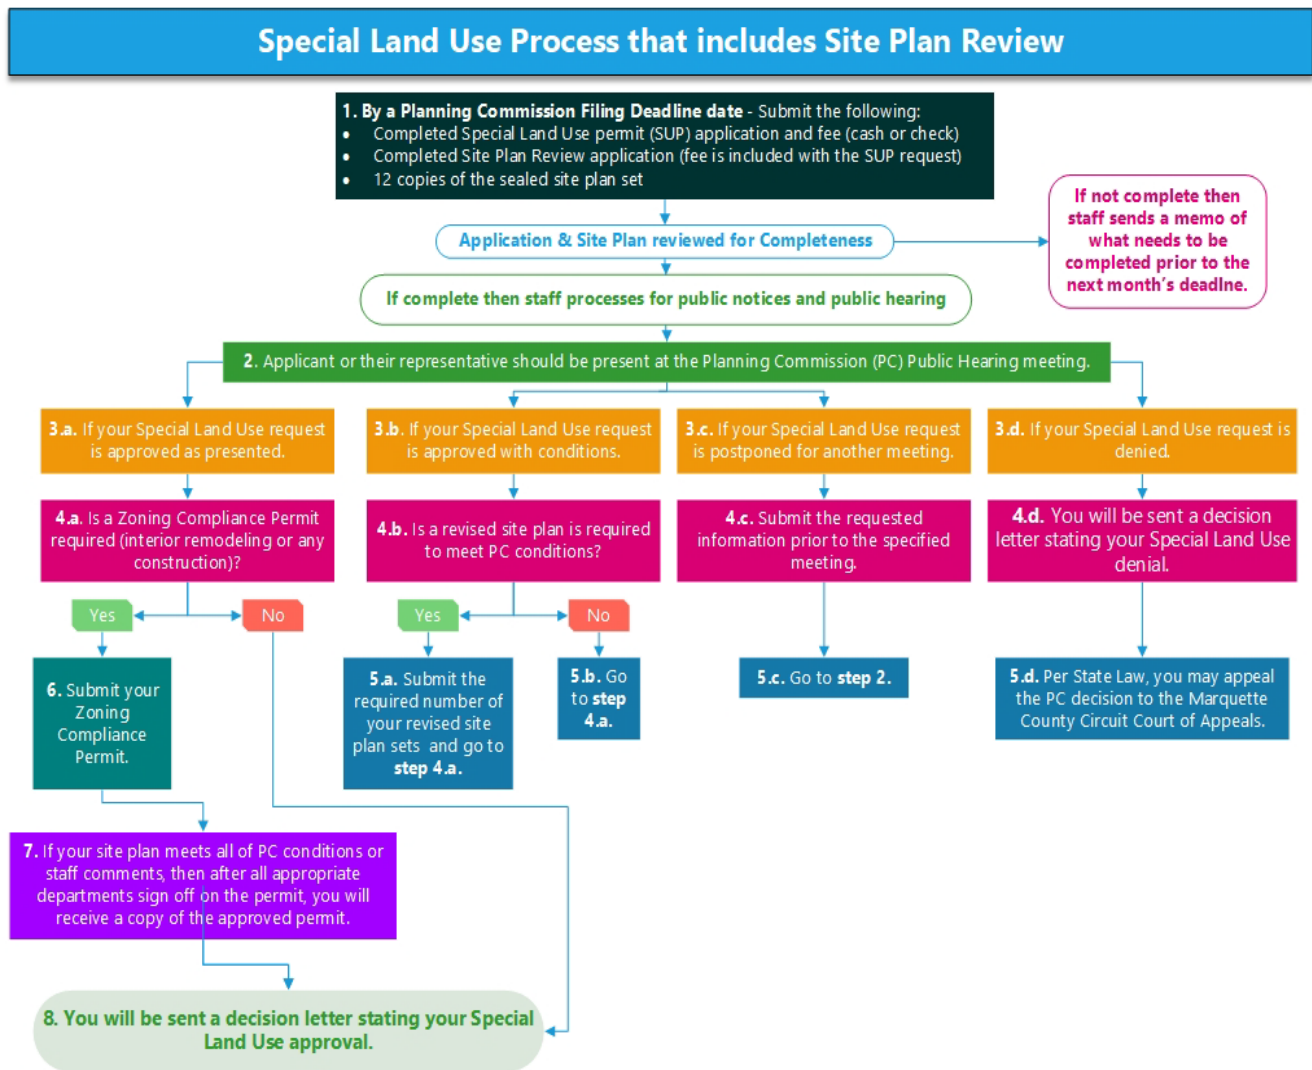 Special Land Use Process that includes Site Plan Review
1. By a Planning Commission Filing Deadline date - Submit the following:
• Completed Special Land Use permit (SUP) application and fee (cash or check)
• Completed Site Plan Review application (fee is included with the SUP request)
• 12 copies of the sealed site plan set
Application & Site Plan reviewed for Completeness
If not complete then
staff sends a memo of
what needs to be
completed prior to the
next month's deadlne.
If complete then staff processes for public notices and public hearing
2. Applicant or their representative should be present at the Planning Commission (PC) Public Hearing meeting.
3.a. If your Special Land Use request
is approved as presented.
3.b. If your Special Land Use request
is approved with conditions.
3.c. If your Special Land Use request
is postponed for another meeting.
3.d. If your Special Land Use request is
denied.
4.a. Is a Zoning Compliance Permit
required (interior remodeling or any
construction)?
4.b. Is a revised site plan is required
to meet PC conditions?
4.c. Submit the requested
information prior to the specified
meeting.
4.d. You will be sent a decision
letter stating your Special Land Use
denial.
Yes
No
Yes
No
6. Submit your
Zoning
Compliance
Permit.
5.a. Submit the
required number of
your revised site
plan sets and go to
step 4.a.
5.b. Go
to step
4.a.
5.c. Go to step 2.
5.d. Per State Law, you may appeal
the PC decision to the Marquette
County Circuit Court of Appeals.
7. If your site plan meets all of PC conditions or
staff comments, then after all appropriate
departments sign off on the permit, you will
receive a copy of the approved permit.
8. You will be sent a decision letter stating your Special
Land Use approval.